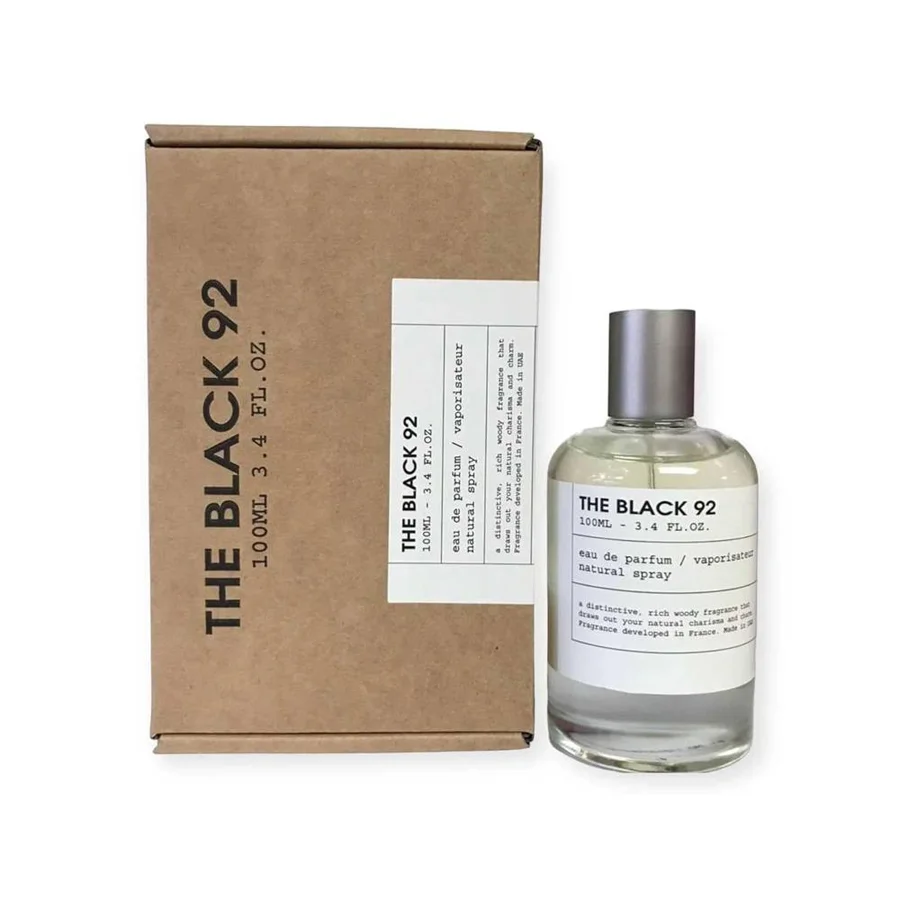 THE BLACK 92
100ML 3.4 FL.OZ.
THE BLACK 92
100ML - 3.4 FL.OZ.
eau de parfum / vaporisateur
natural spray
a distinctive, rich woody fragrance that
draws out your natural charisma and charm.
Fragrance developed in France. Made in UAE
THE BLACK 92
100ML - 3.4 FL.OZ.
eau de parfum / vaporisateur
natural spray
a distinctive, rich woody fragrance that
draws out your natural charisma and charm.
Fragrance developed in France. Made in UAE